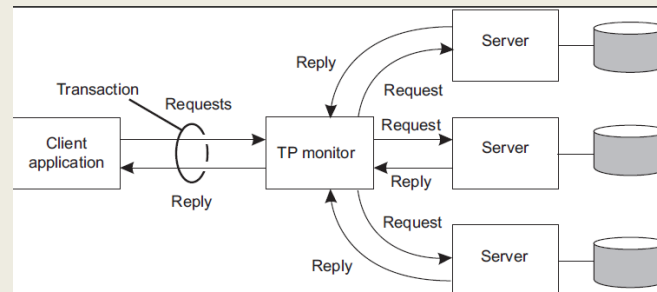 Server
Reply
Transaction
Requests
Request
Request
Client
application
TP monitor
Server
Reply
Reply
Request
Server
Reply